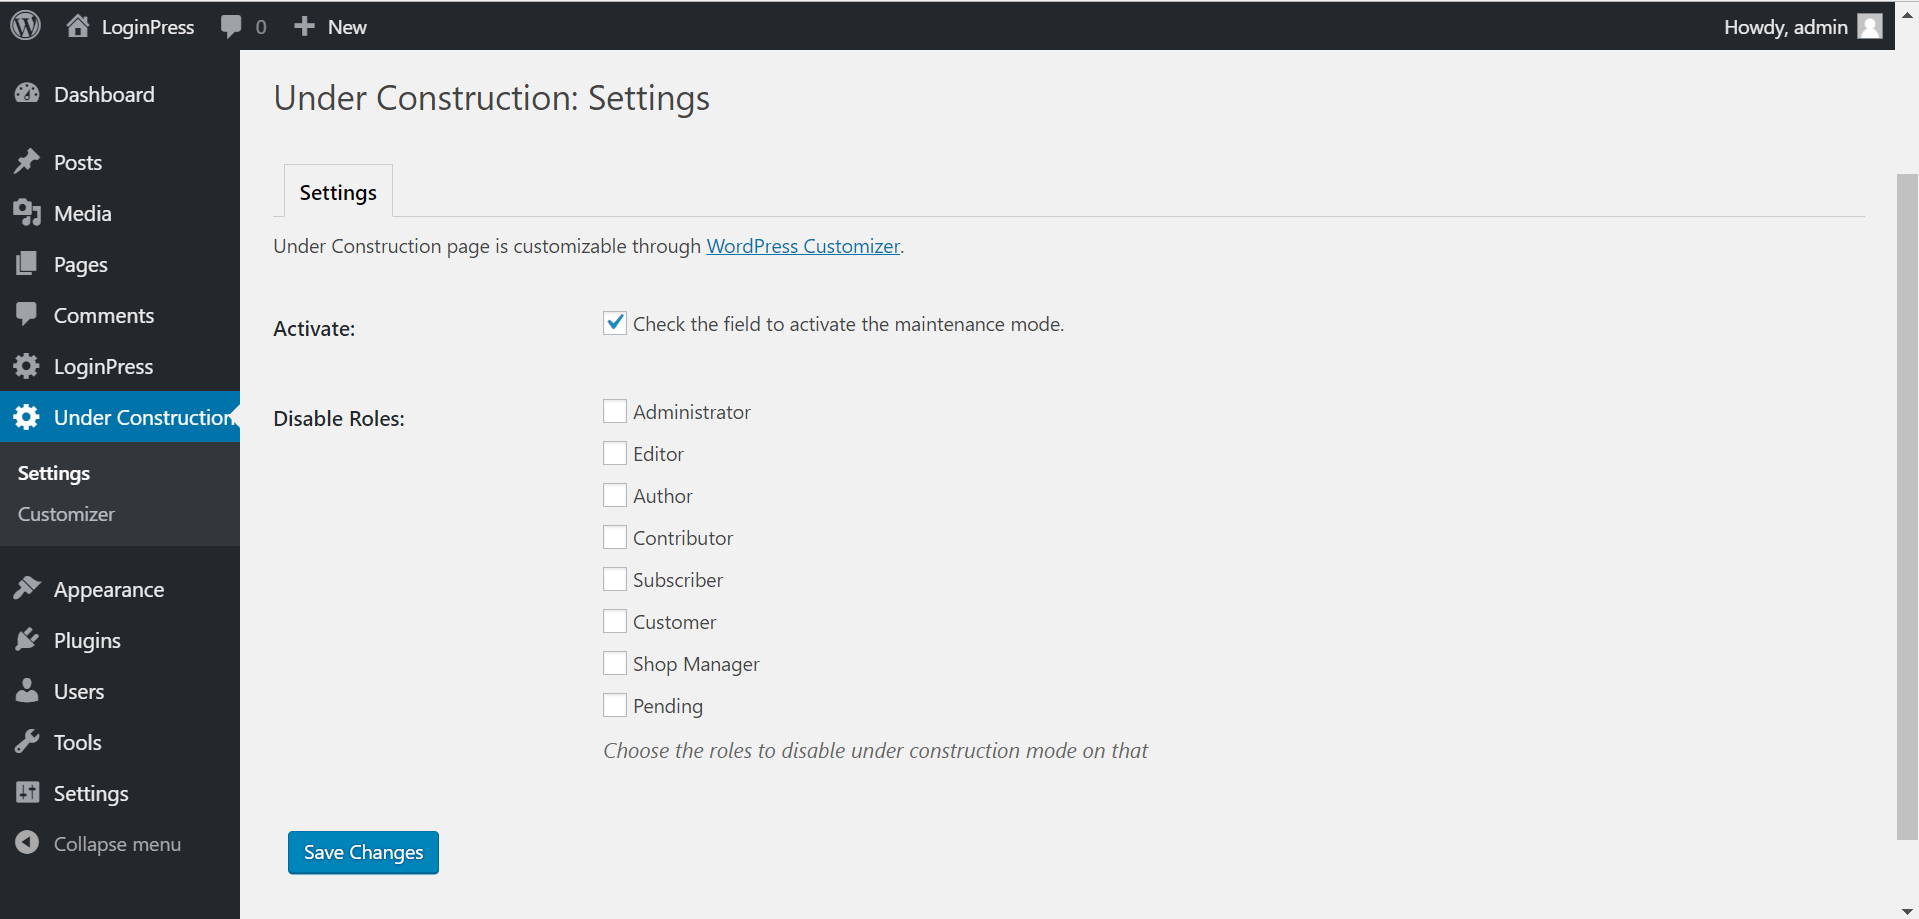 LoginPress
0
New
Howdy, admin
Dashboard
Posts
Media
Pages
Comments
LoginPress
Under Construction
Settings
Customizer
Appearance
Plugins
Users
Tools
Settings
Collapse menu
Under Construction: Settings
Settings
Under Construction page is customizable through WordPress Customizer.
Activate:
Check the field to activate the maintenance mode.
Disable Roles:
Administrator
Editor
Author
Contributor
Subscriber
Customer
Shop Manager
Pending
Choose the roles to disable under construction mode on that
Save Changes